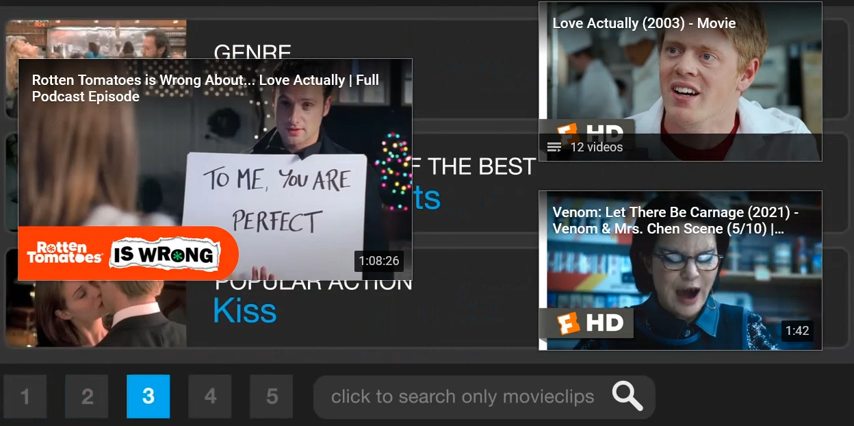 GENRE
Rotten Tomatoes is Wrong About... Love Actually | Full
Podcast Episode
TO ME, YOU ARE
PERFECT
Rotten
Tomatoes
IS WRONG
1:08:26
F THE BEST
ts
POPULAR ACTION
Kiss
Love Actually (2003) - Movie
HD
12 videos
Venom: Let There Be Carnage (2021) -
Venom & Mrs. Chen Scene (5/10) |...
HD
1:42
1 2 3 4 5
click to search only movieclips